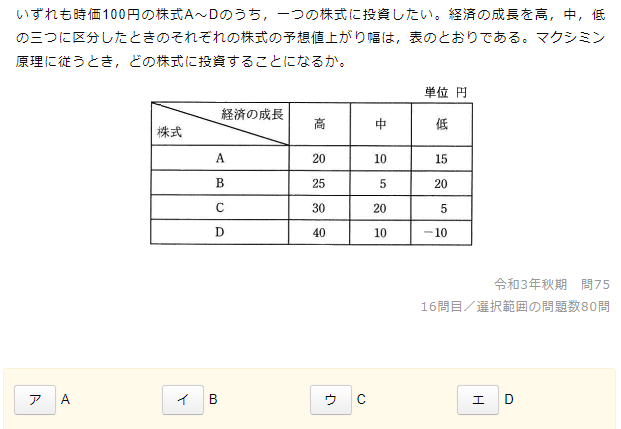 いずれも時価100円の株式A～Dのうち，一つの株式に投資したい。経済の成長を高，中，低
の三つに区分したときのそれぞれの株式の予想値上がり幅は，表のとおりである。マクシミン
原理に従うとき，どの株式に投資することになるか。
単位 円
経済の成長
株式
高 中 低
A 20 10 15
B 25 5 20
C 30 20 5
D 40 10 －10
令和3年秋期　問75
16問目／選択範囲の問題数80問
ア A イ B ウ C エ D